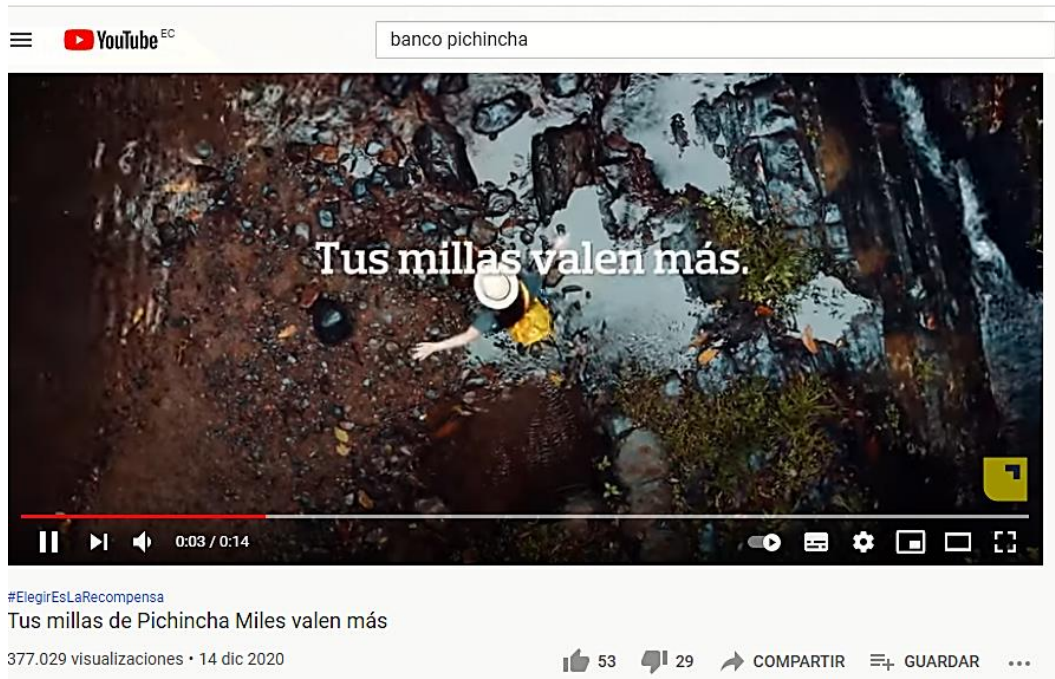 YouTube EC
banco pichincha
Tus millas valen más.
0:03 / 0:14
#ElegirEsLaRecompensa
Tus millas de Pichincha Miles valen más
377.029 visualizaciones • 14 dic 2020
53 29 COMPARTIR GUARDAR